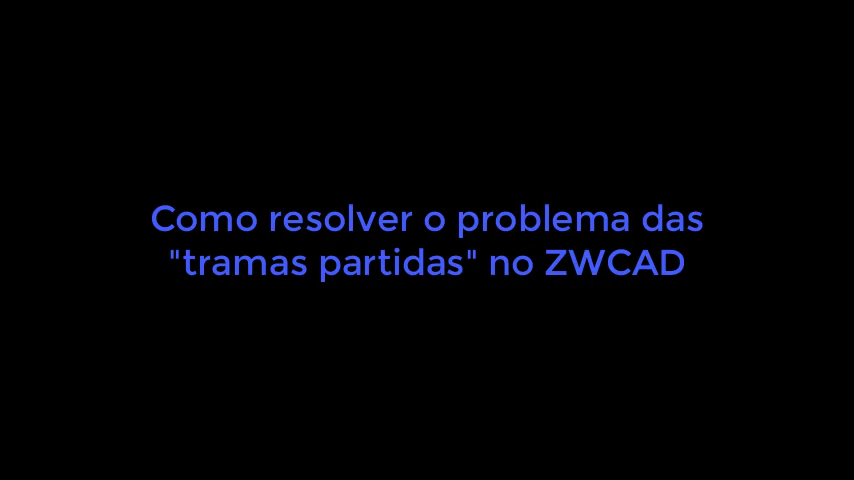 Como resolver o problema das
"tramas partidas" no ZWCAD